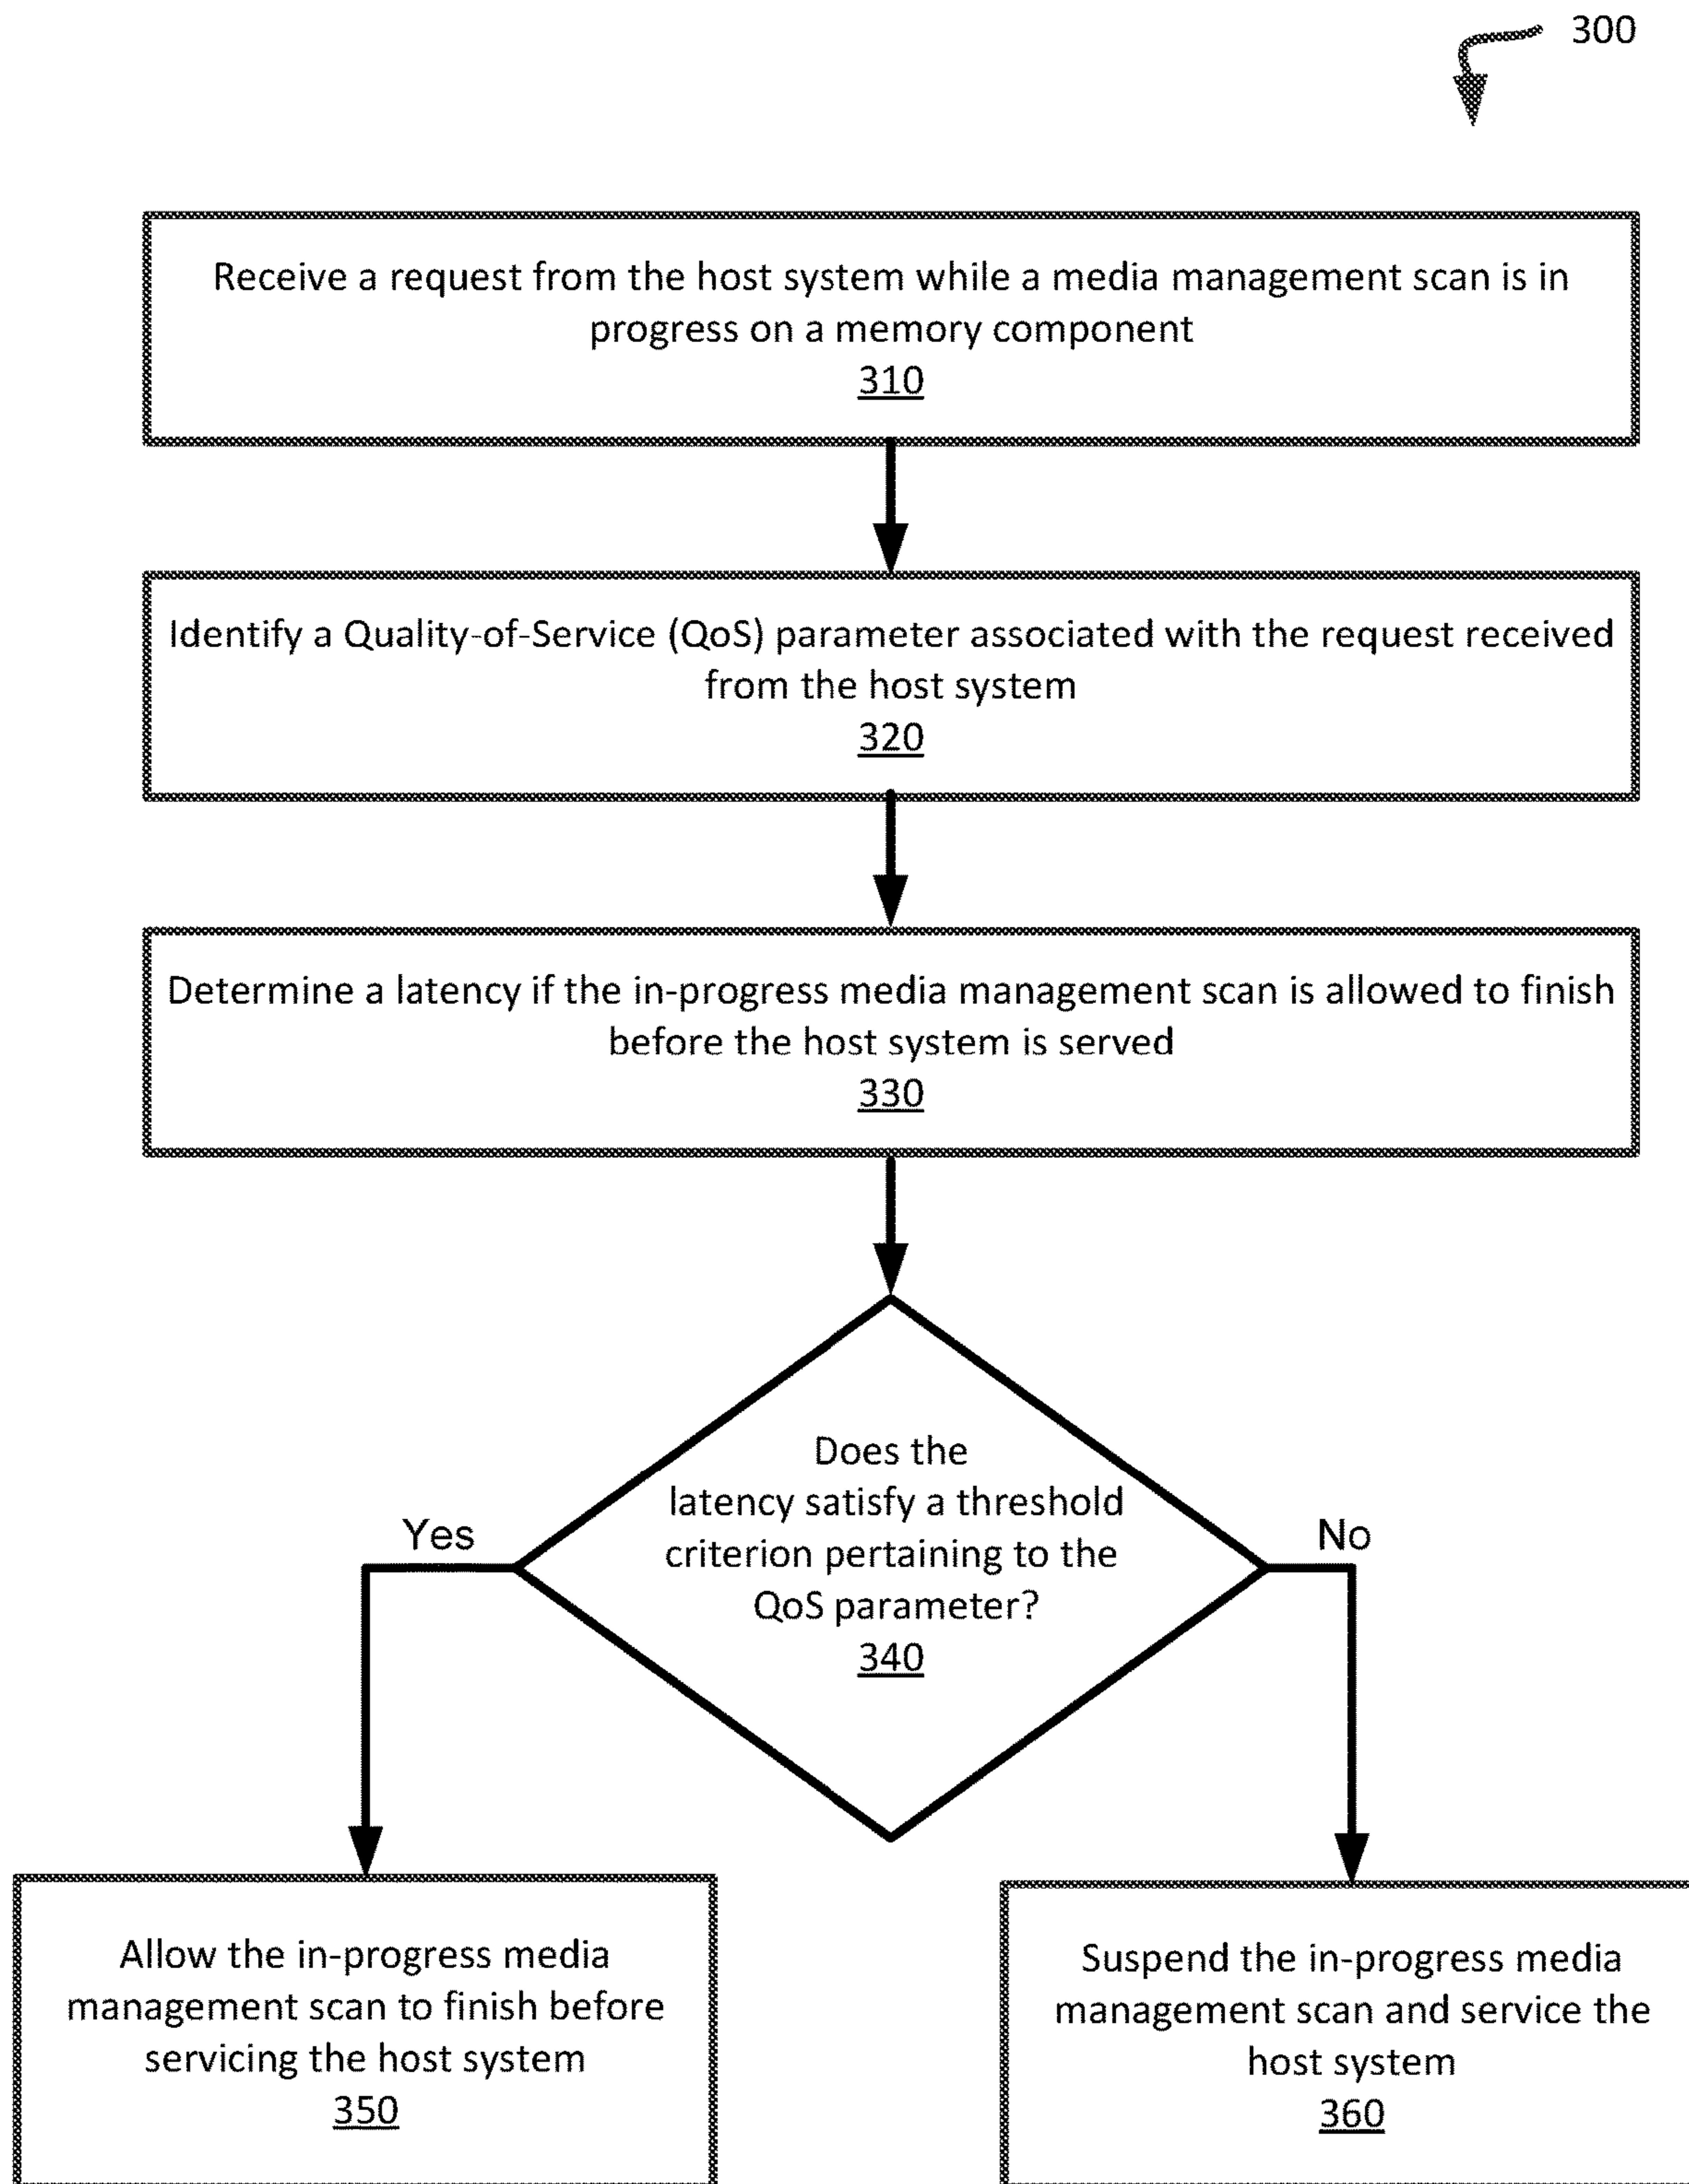 300
Receive a request from the host system while a media management scan is in
progress on a memory component
310
Identify a Quality-of-Service (QoS) parameter associated with the request received
from the host system
320
Determine a latency if the in-progress media management scan is allowed to finish
before the host system is served
330
Does the
latency satisfy a threshold
criterion pertaining to the
QoS parameter?
340
Yes
No
Allow the in-progress media
management scan to finish before
servicing the host system
350
Suspend the in-progress media
management scan and service the
host system
360